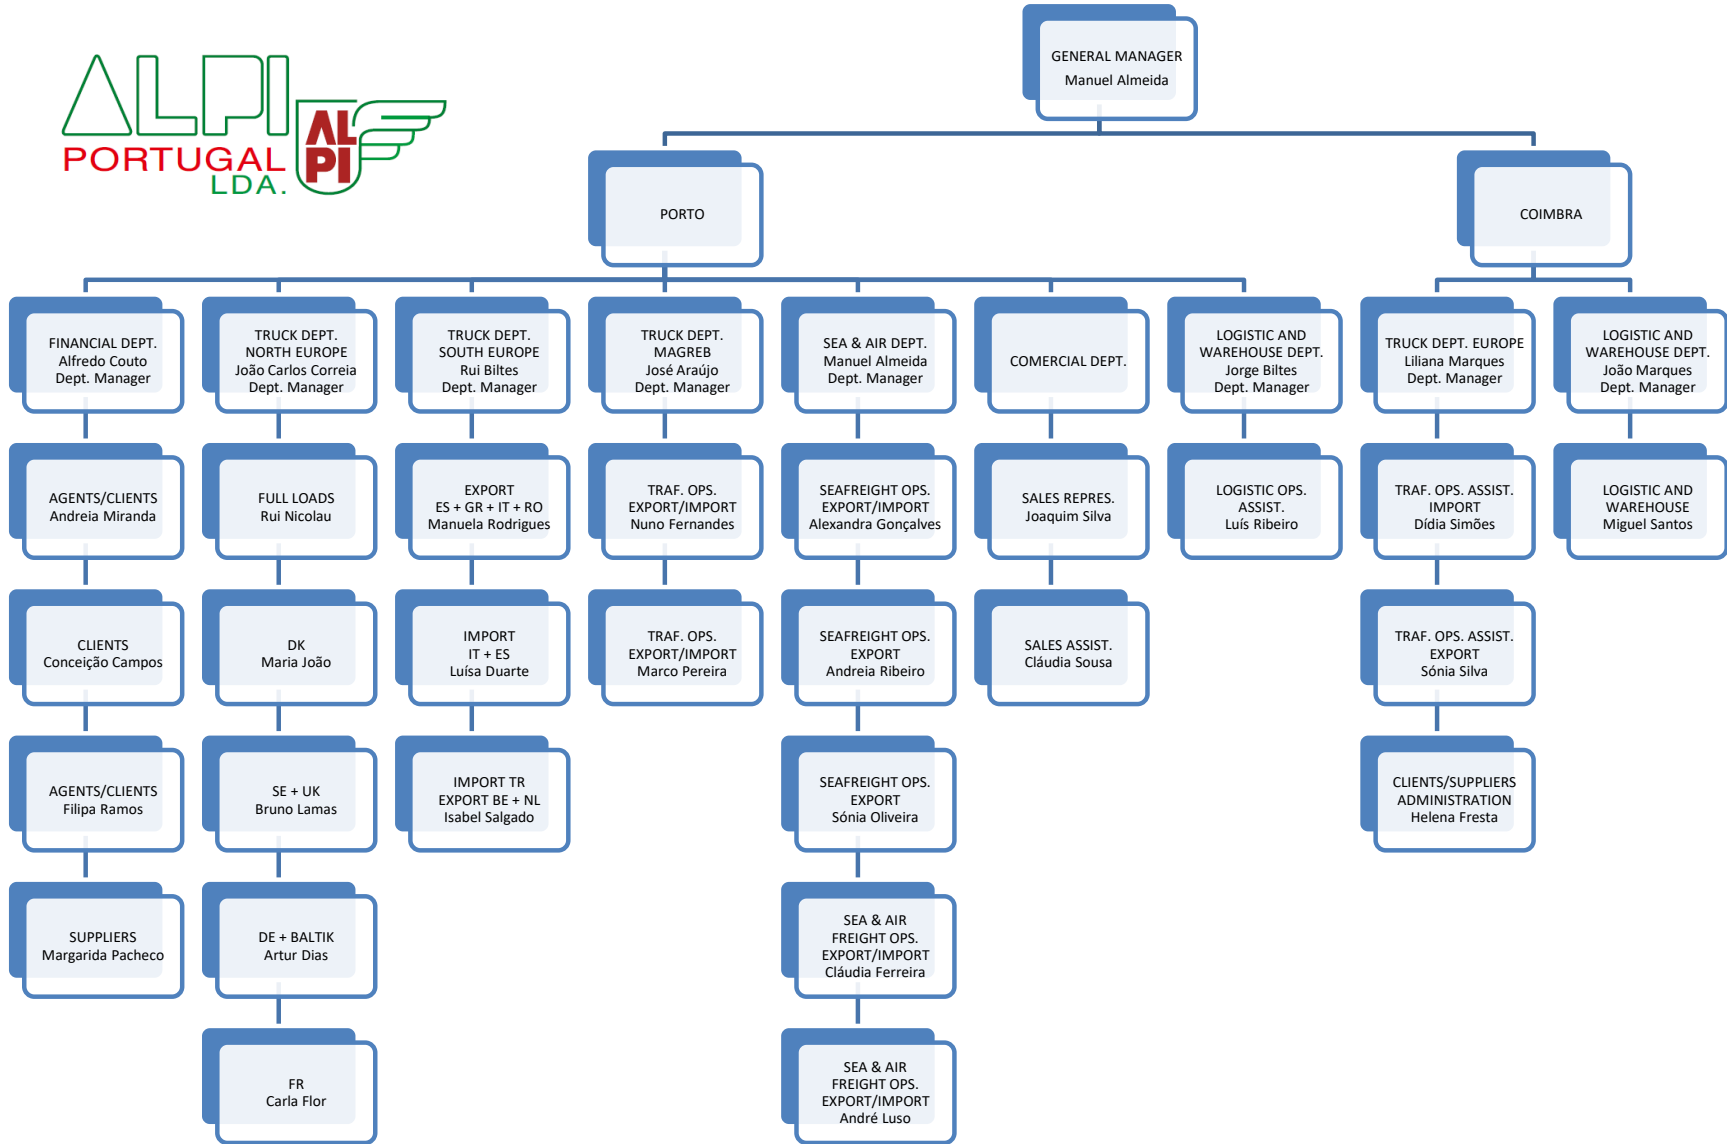 ALPI
PORTUGAL
LDA.
AL
PI
GENERAL MANAGER
Manuel Almeida
PORTO
COIMBRA
FINANCIAL DEPT.
Alfredo Couto
Dept. Manager
TRUCK DEPT.
NORTH EUROPE
João Carlos Correia
Dept. Manager
TRUCK DEPT.
SOUTH EUROPE
Rui Biltes
Dept. Manager
TRUCK DEPT.
MAGREB
José Araújo
Dept. Manager
SEA & AIR DEPT.
Manuel Almeida
Dept. Manager
COMERCIAL DEPT.
LOGISTIC AND
WAREHOUSE DEPT.
Jorge Biltes
Dept. Manager
TRUCK DEPT. EUROPE
Liliana Marques
Dept. Manager
LOGISTIC AND
WAREHOUSE DEPT.
João Marques
Dept. Manager
AGENTS/CLIENTS
Andreia Miranda
FULL LOADS
Rui Nicolau
EXPORT
ES + GR + IT + RO
Manuela Rodrigues
TRAF. OPS.
EXPORT/IMPORT
Nuno Fernandes
SEAFREIGHT OPS.
EXPORT/IMPORT
Alexandra Gonçalves
SALES REPRES.
Joaquim Silva
LOGISTIC OPS.
ASSIST.
Luís Ribeiro
TRAF. OPS. ASSIST.
IMPORT
Dídia Simões
LOGISTIC AND
WAREHOUSE
Miguel Santos
CLIENTS
Conceição Campos
DK
Maria João
IMPORT
IT + ES
Luísa Duarte
TRAF. OPS.
EXPORT/IMPORT
Marco Pereira
SEAFREIGHT OPS.
EXPORT
Andreia Ribeiro
SALES ASSIST.
Cláudia Sousa
TRAF. OPS. ASSIST.
EXPORT
Sónia Silva
AGENTS/CLIENTS
Filipa Ramos
SE + UK
Bruno Lamas
IMPORT TR
EXPORT BE + NL
Isabel Salgado
SEAFREIGHT OPS.
EXPORT
Sónia Oliveira
CLIENTS/SUPPLIERS
ADMINISTRATION
Helena Fresta
SUPPLIERS
Margarida Pacheco
DE + BALTIK
Artur Dias
SEA & AIR
FREIGHT OPS.
EXPORT/IMPORT
Cláudia Ferreira
FR
Carla Flor
SEA & AIR
FREIGHT OPS.
EXPORT/IMPORT
André Luso